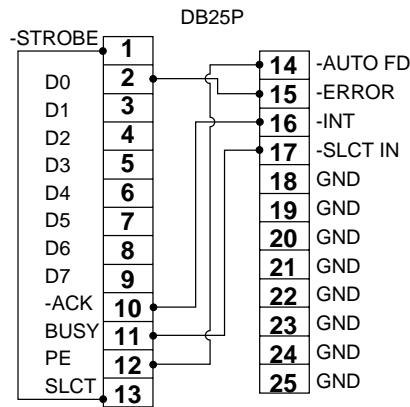 DB25P
-STROBE 1
D0 2
D1 3
D2 4
D3 5
D4 6
D5 7
D6 8
D7 9
-ACK 10
BUSY 11
PE 12
SLCT 13
14 -AUTO FD
15 -ERROR
16 -INT
17 -SLCT IN
18 GND
19 GND
20 GND
21 GND
22 GND
23 GND
24 GND
25 GND